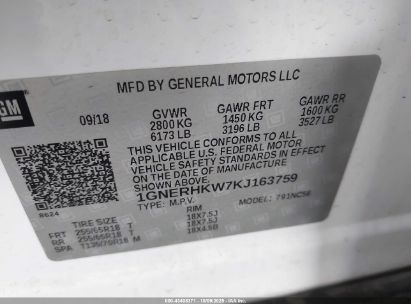 MFD BY GENERAL MOTORS LLC
GM
09/18
GVWR GAWR FRT GAWR RR
2800 KG 1450 KG 1600 KG
6173 LB 3196 LB 3527 LB
THIS VEHICLE CONFORMS TO ALL
APPLICABLE U.S. FEDERAL MOTOR
VEHICLE SAFETY STANDARDS IN EFFECT
ON THE DATE OF MANUFACTURE
1GNERHKW7KJ163759
TYPE: M.P.V. MODEL: 791NC56
8624
TIRE SIZE RIM
FRT 255/65R18 T 18X7.5J
RR 255/65R18 T 18X7.5J
SPA T135/70R18 M 18X4.5B